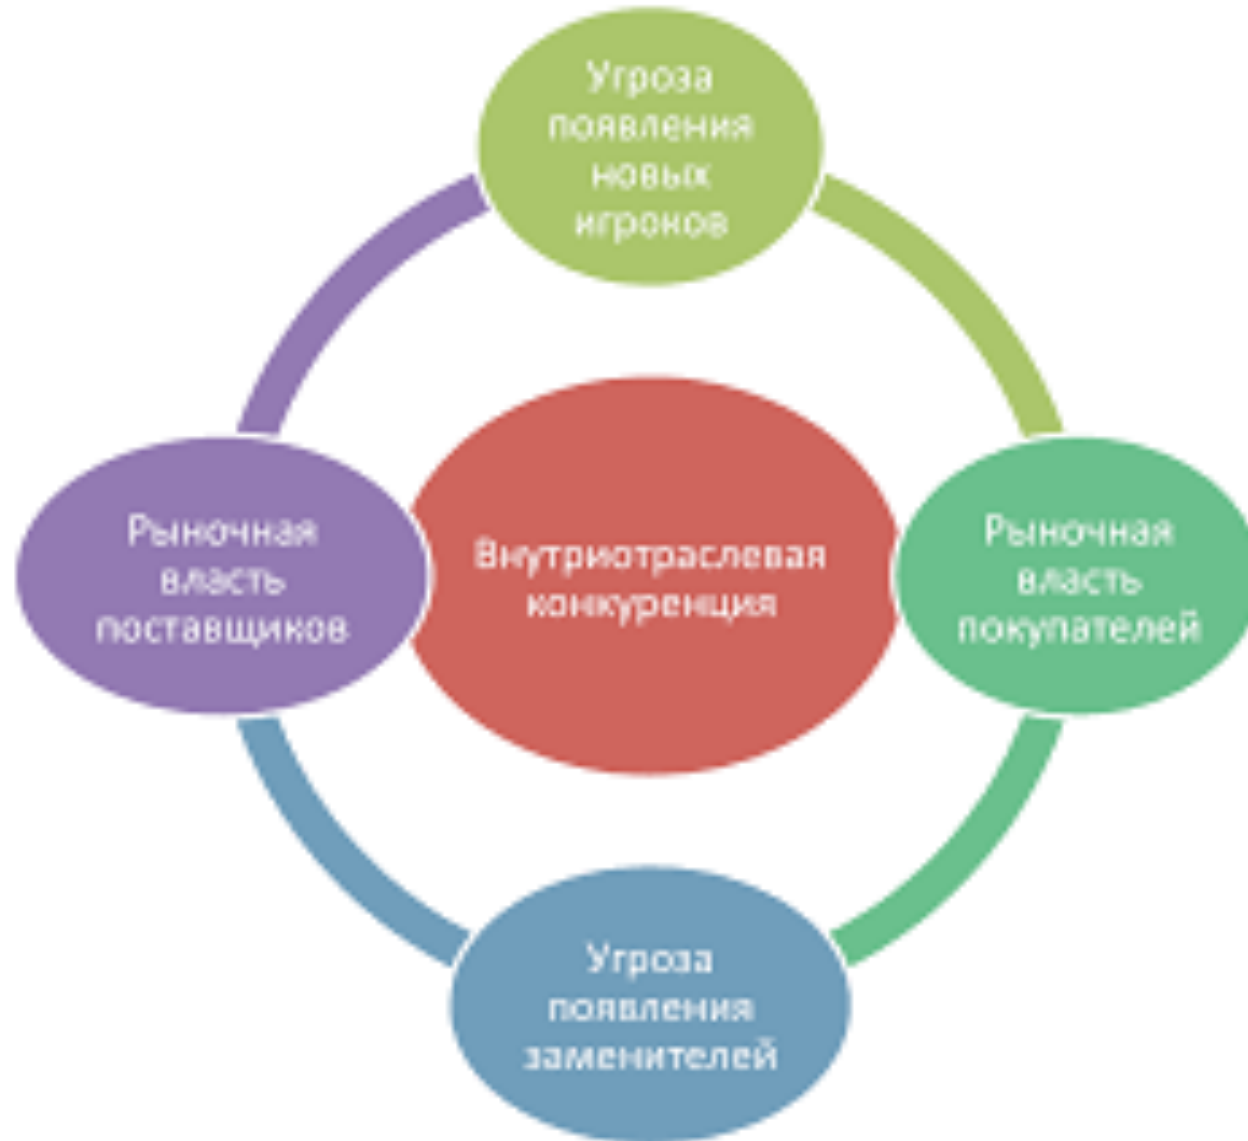 Угроза
появления
новых
игроков
Рыночная
власть
поставщиков
Внутриотраслевая
конкуренция
Рыночная
власть
покупателей
Угроза
появления
заменителей